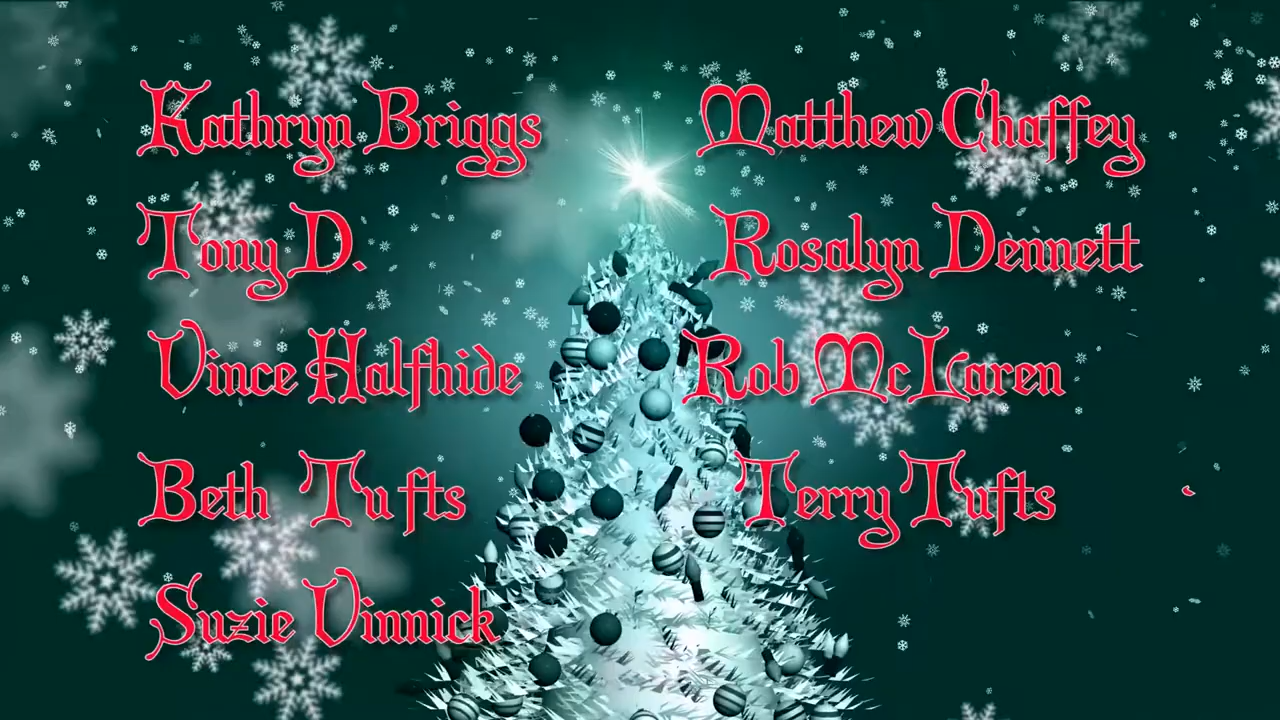 Kathryn Briggs
Matthew Chaffey
Tony D.
Rosalyn Dennett
Vince Halfhide
Rob McLaren
Beth Tufts
Terry Tufts
Suzie Vinnick